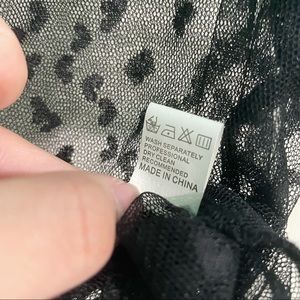 WASH SEPARATELY
PROFESSIONAL
DRY CLEAN
RECOMMENDED
MADE IN CHINA